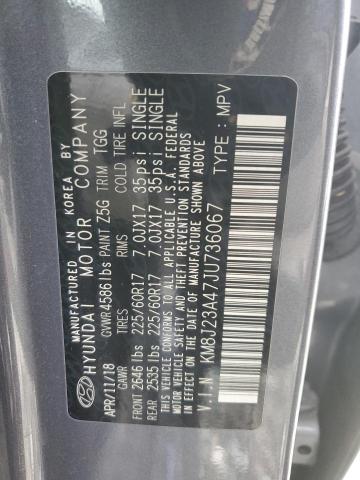 MANUFACTURED BY
HYUNDAI MOTOR COMPANY
APR/11/18 GVWR 4586lbs PAINT Z5G TRIM TGG
GAWR TIRES RIMS COLD TIRE INFL
FRONT 2646 lbs 225/60R17 7.0JX17 35psi SINGLE
REAR 2535 lbs 225/60R17 7.0JX17 35psi SINGLE
THIS VEHICLE CONFORMS TO ALL APPLICABLE U.S.A. FEDERAL
MOTOR VEHICLE SAFETY, BUMPER, AND THEFT PREVENTION STANDARDS
IN EFFECT ON THE DATE OF MANUFACTURE SHOWN ABOVE
V.I.N KM8J23A47JU736067 TYPE : MPV